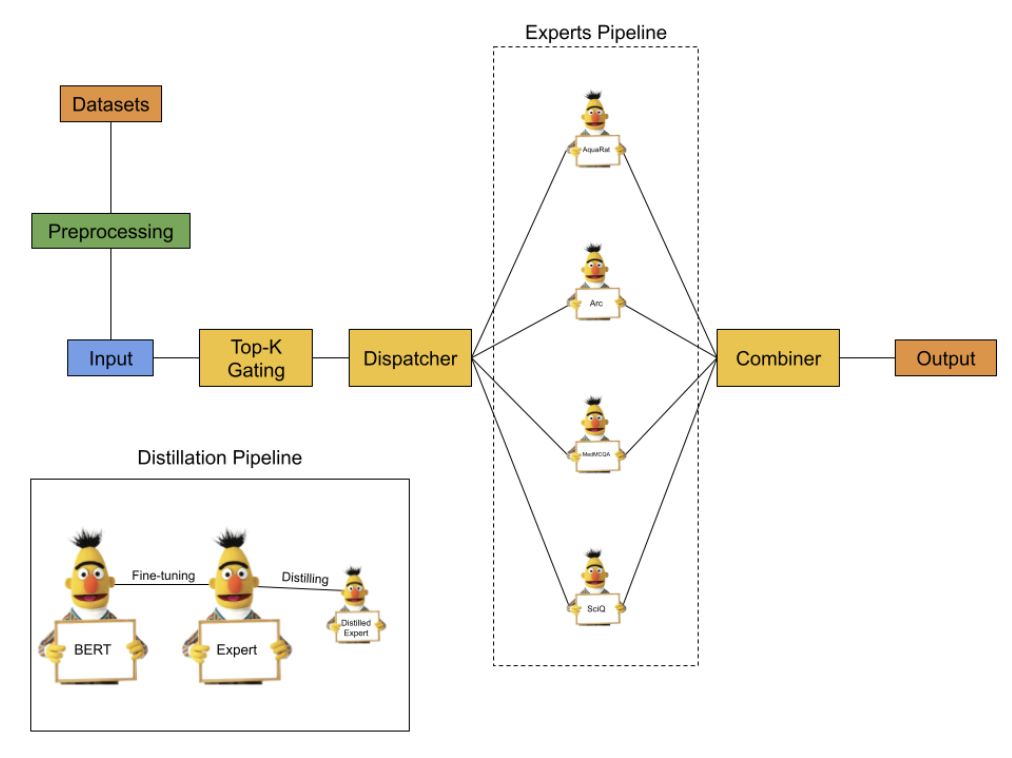 Experts Pipeline
Datasets
AquaRat
Preprocessing
Arc
Input
Top-K
Gating
Dispatcher
Combiner
Output
MedMCQA
Distillation Pipeline
Fine-tuning
Distilling
BERT
Expert
Distilled
Expert
SciQ